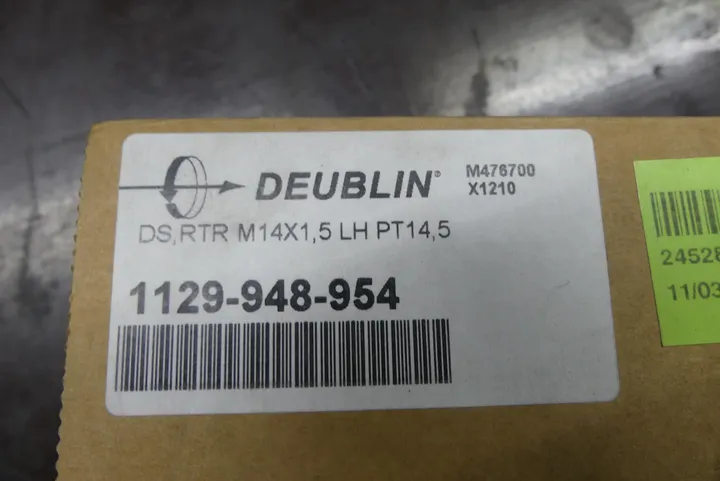 DEUBLIN®
M476700
X1210
DS,RTR M14X1,5 LH PT14,5
1129-948-954
24528
11/03